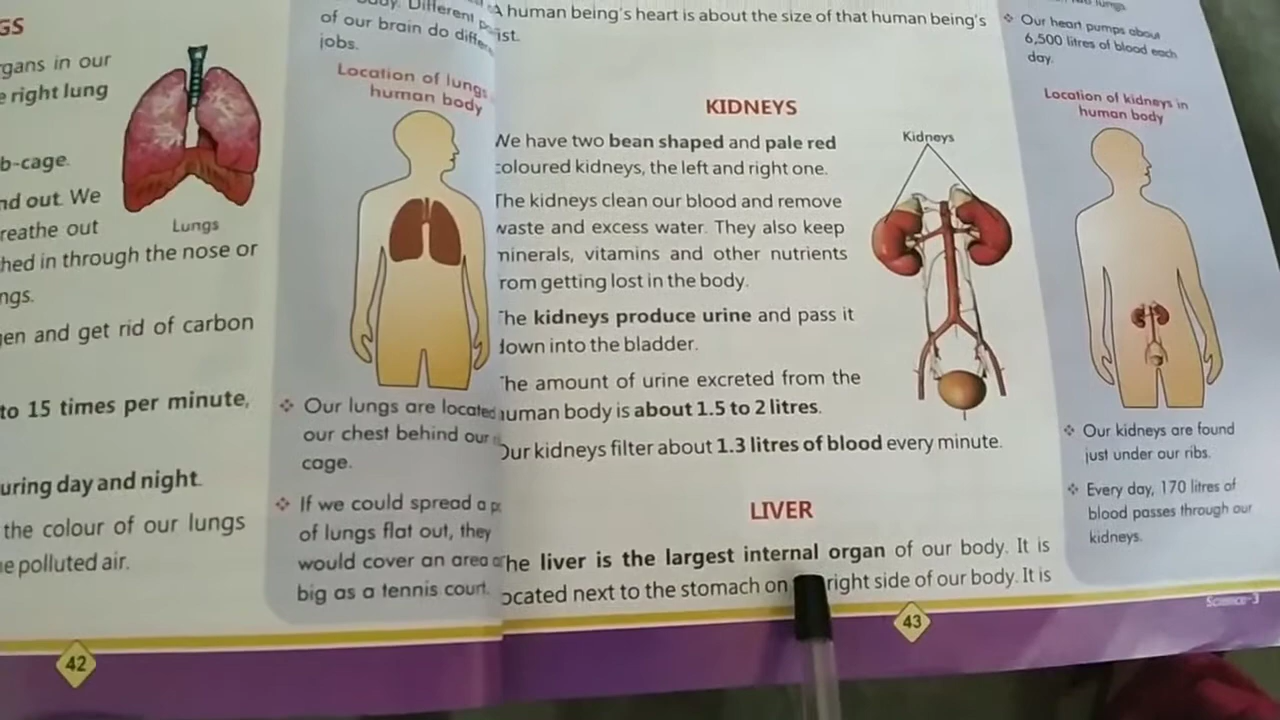 GS
rgans in our
e right lung
b-cage.
nd out. We
reathe out
hed in through the nose or
ngs.
en and get rid of carbon
to 15 times per minute,
uring day and night.
the colour of our lungs
e polluted air.
Lungs
Different
of our brain do
jobs.
Location of lungs
human body
❖ Our lungs are located
our chest behind our
cage.
❖ If we could spread a
of lungs flat out, they
would cover an area
big as a tennis court.
42
A human being's heart is about the size of that human being's
ist.
KIDNEYS
We have two bean shaped and pale red
coloured kidneys, the left and right one.
The kidneys clean our blood and remove
waste and excess water. They also keep
minerals, vitamins and other nutrients
rom getting lost in the body.
The kidneys produce urine and pass it
down into the bladder.
The amount of urine excreted from the
human body is about 1.5 to 2 litres.
Our kidneys filter about 1.3 litres of blood every minute.
Kidneys
LIVER
he liver is the largest internal organ of our body. It is
ocated next to the stomach on right side of our body. It is
❖ Our heart pumps about
6,500 litres of blood each
day.
Location of kidneys in
human body
❖ Our kidneys are found
just under our ribs.
❖ Every day, 170 litres of
blood passes through our
kidneys.
Science-3
43